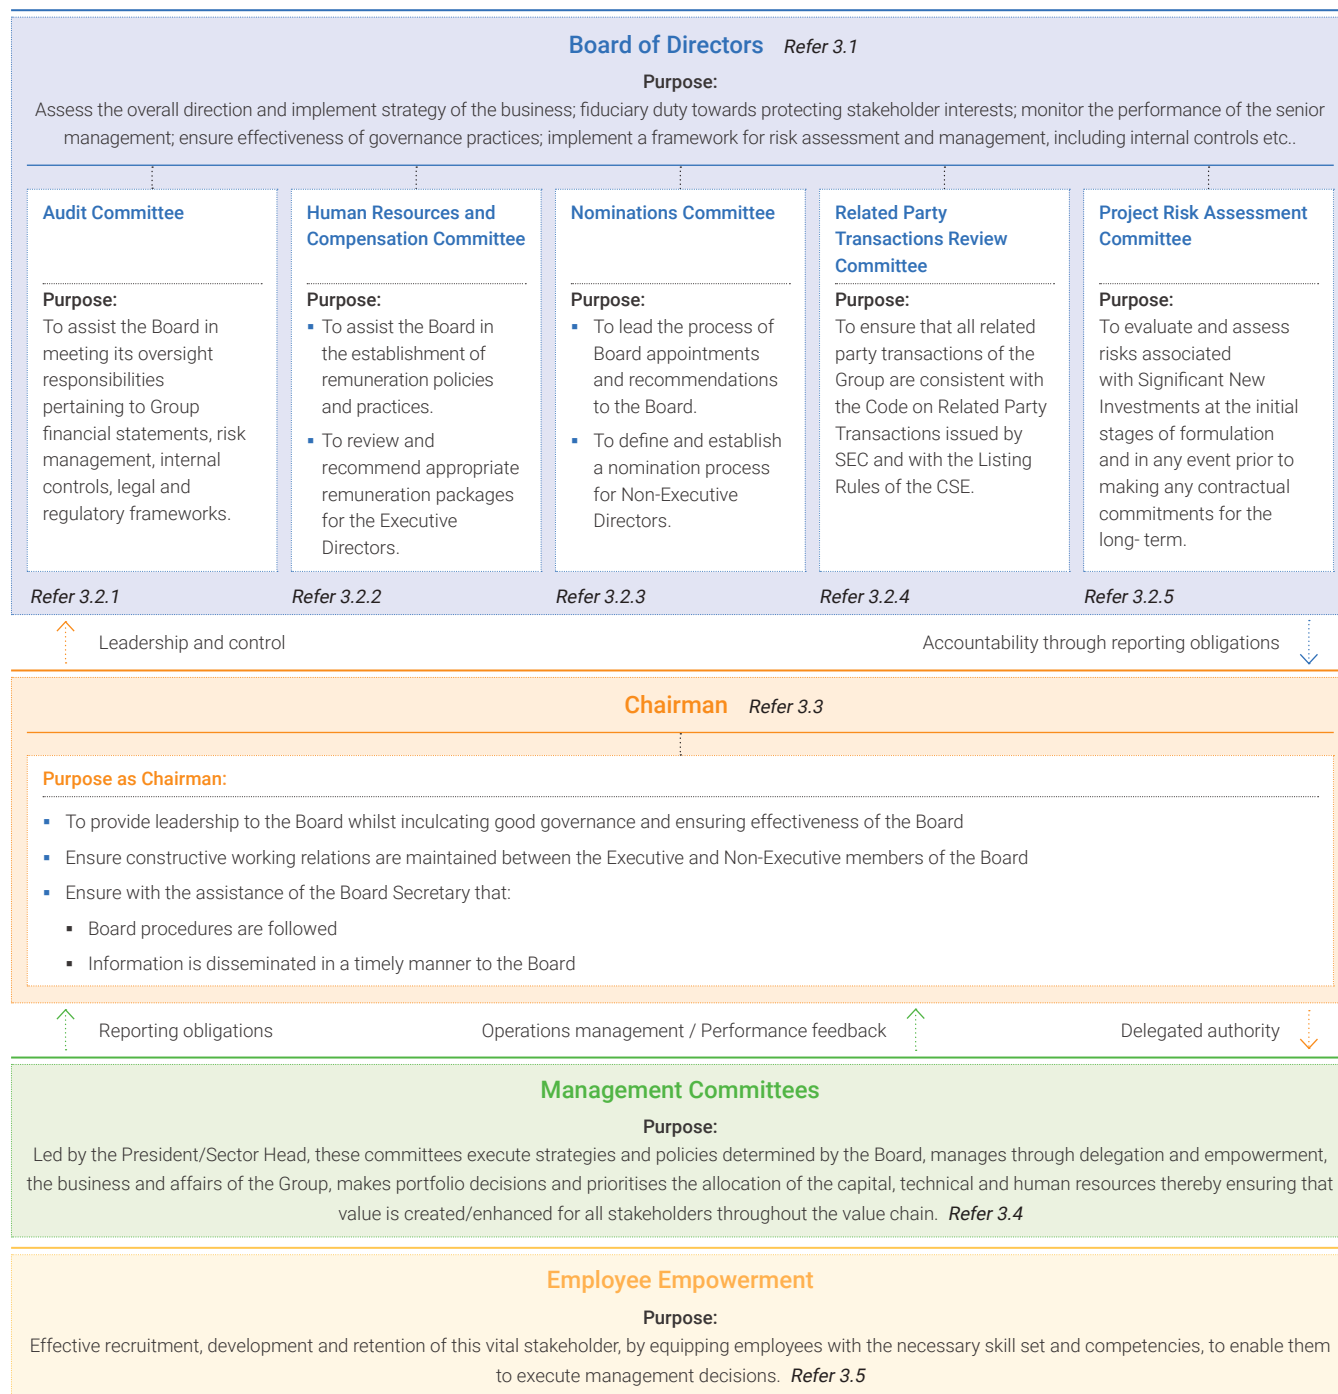 Board of Directors Refer 3.1
Purpose:
Assess the overall direction and implement strategy of the business; fiduciary duty towards protecting stakeholder interests; monitor the performance of the senior
management; ensure effectiveness of governance practices; implement a framework for risk assessment and management, including internal controls etc..
Audit Committee
Purpose:
To assist the Board in
meeting its oversight
responsibilities
pertaining to Group
financial statements, risk
management, internal
controls, legal and
regulatory frameworks.
Refer 3.2.1
Human Resources and
Compensation Committee
Purpose:
▪ To assist the Board in
the establishment of
remuneration policies
and practices.
▪ To review and
recommend appropriate
remuneration packages
for the Executive
Directors.
Refer 3.2.2
Nominations Committee
Purpose:
▪ To lead the process of
Board appointments
and recommendations
to the Board.
▪ To define and establish
a nomination process
for Non-Executive
Directors.
Refer 3.2.3
Related Party
Transactions Review
Committee
Purpose:
To ensure that all related
party transactions of the
Group are consistent with
the Code on Related Party
Transactions issued by
SEC and with the Listing
Rules of the CSE.
Refer 3.2.4
Project Risk Assessment
Committee
Purpose:
To evaluate and assess
risks associated
with Significant New
Investments at the initial
stages of formulation
and in any event prior to
making any contractual
commitments for the
long- term.
Refer 3.2.5
Leadership and control
Accountability through reporting obligations
Chairman Refer 3.3
Purpose as Chairman:
▪ To provide leadership to the Board whilst inculcating good governance and ensuring effectiveness of the Board
▪ Ensure constructive working relations are maintained between the Executive and Non-Executive members of the Board
▪ Ensure with the assistance of the Board Secretary that:
▪ Board procedures are followed
▪ Information is disseminated in a timely manner to the Board
Reporting obligations
Operations management / Performance feedback
Delegated authority
Management Committees
Purpose:
Led by the President/Sector Head, these committees execute strategies and policies determined by the Board, manages through delegation and empowerment,
the business and affairs of the Group, makes portfolio decisions and prioritises the allocation of the capital, technical and human resources thereby ensuring that
value is created/enhanced for all stakeholders throughout the value chain. Refer 3.4
Employee Empowerment
Purpose:
Effective recruitment, development and retention of this vital stakeholder, by equipping employees with the necessary skill set and competencies, to enable them
to execute management decisions. Refer 3.5